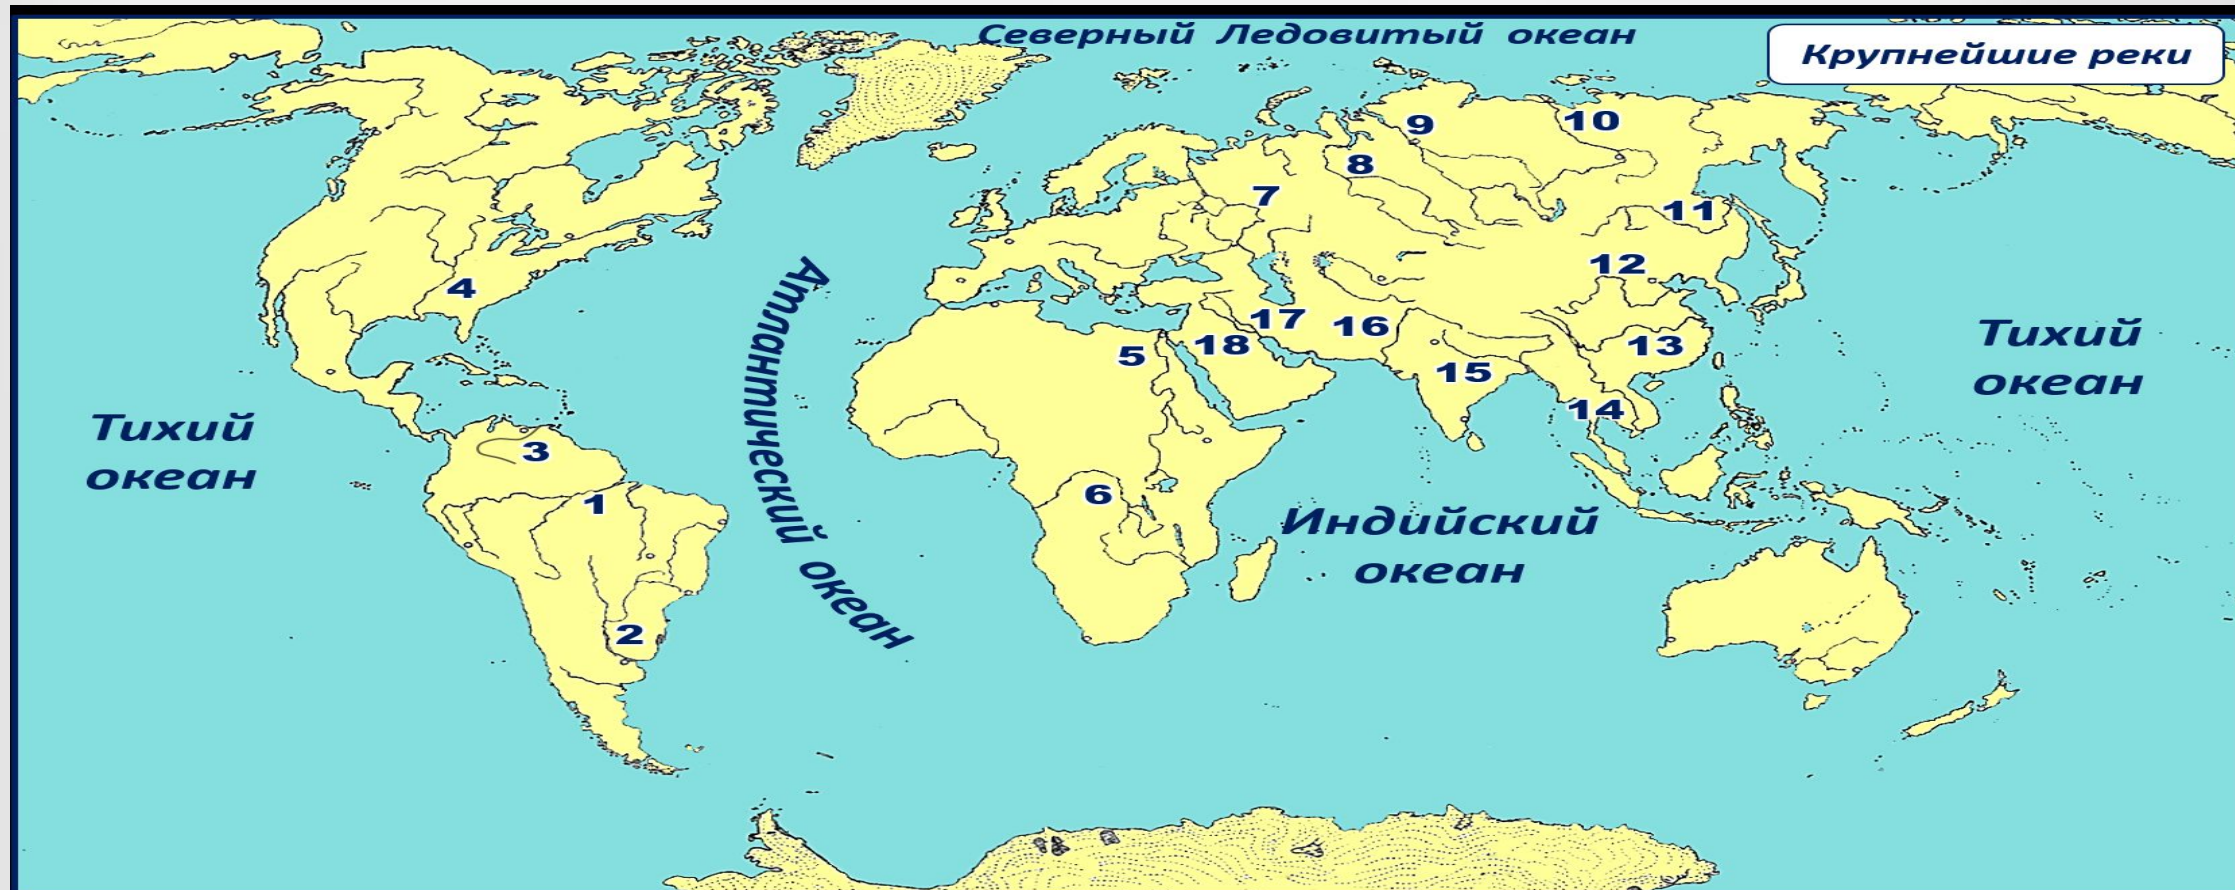 Северный Ледовитый океан
Крупнейшие реки
9
10
8
7
11
12
4
17
16
5
18
13
15
14
Атлантический океан
Тихий
океан
Тихий
океан
3
1
6
Индийский
океан
2